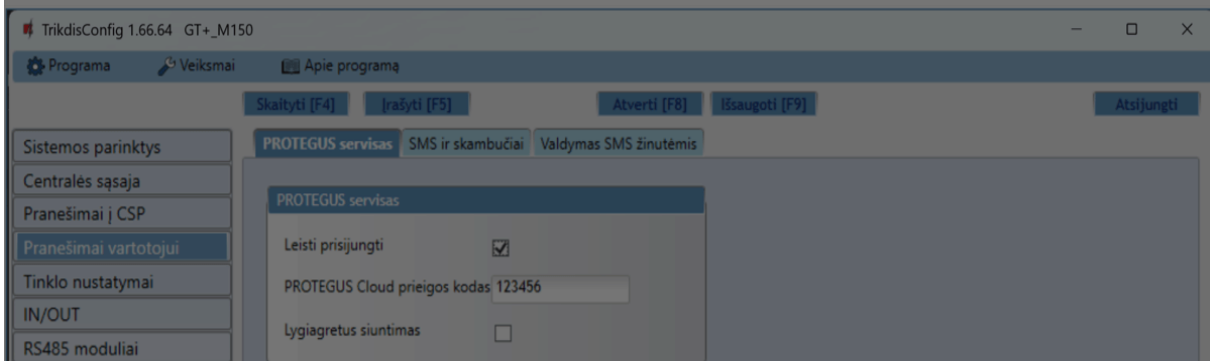 TrikdisConfig 1.66.64 GT+_M150
Programa Veiksmai Apie programą
Skaityti [F4] Įrašyti [F5] Atverti [F8] Išsaugoti [F9] Atsijungti
Sistemos parinktys
Centralės sąsaja
Pranešimai į CSP
Pranešimai vartotojui
Tinklo nustatymai
IN/OUT
RS485 moduliai
PROTEGUS servisas SMS ir skambučiai Valdymas SMS žinutėmis
PROTEGUS servisas
Leisti prisijungti
PROTEGUS Cloud prieigos kodas 123456
Lygiagretus siuntimas